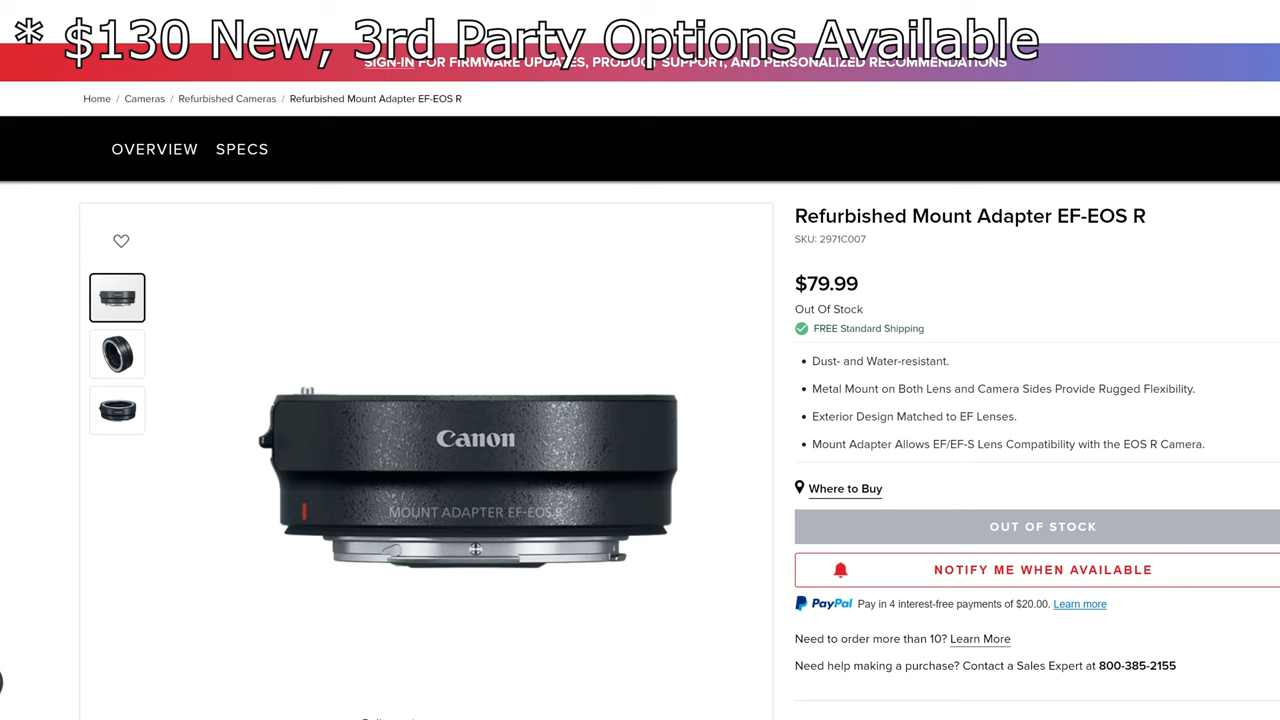 * $130 New, 3rd Party Options Available
SIGN-IN FOR FIRMWARE UPDATES, PRODUCT SUPPORT, AND PERSONALIZED RECOMMENDATIONS
Home / Cameras / Refurbished Cameras / Refurbished Mount Adapter EF-EOS R
OVERVIEW SPECS
Refurbished Mount Adapter EF-EOS R
SKU: 2971C007
$79.99
Out Of Stock
FREE Standard Shipping
• Dust- and Water-resistant.
• Metal Mount on Both Lens and Camera Sides Provide Rugged Flexibility.
• Exterior Design Matched to EF Lenses.
• Mount Adapter Allows EF/EF-S Lens Compatibility with the EOS R Camera.
Canon
MOUNT ADAPTER EF-EOS R
Where to Buy
OUT OF STOCK
NOTIFY ME WHEN AVAILABLE
PayPal Pay in 4 interest-free payments of $20.00. Learn more
Need to order more than 10? Learn More
Need help making a purchase? Contact a Sales Expert at 800-385-2155